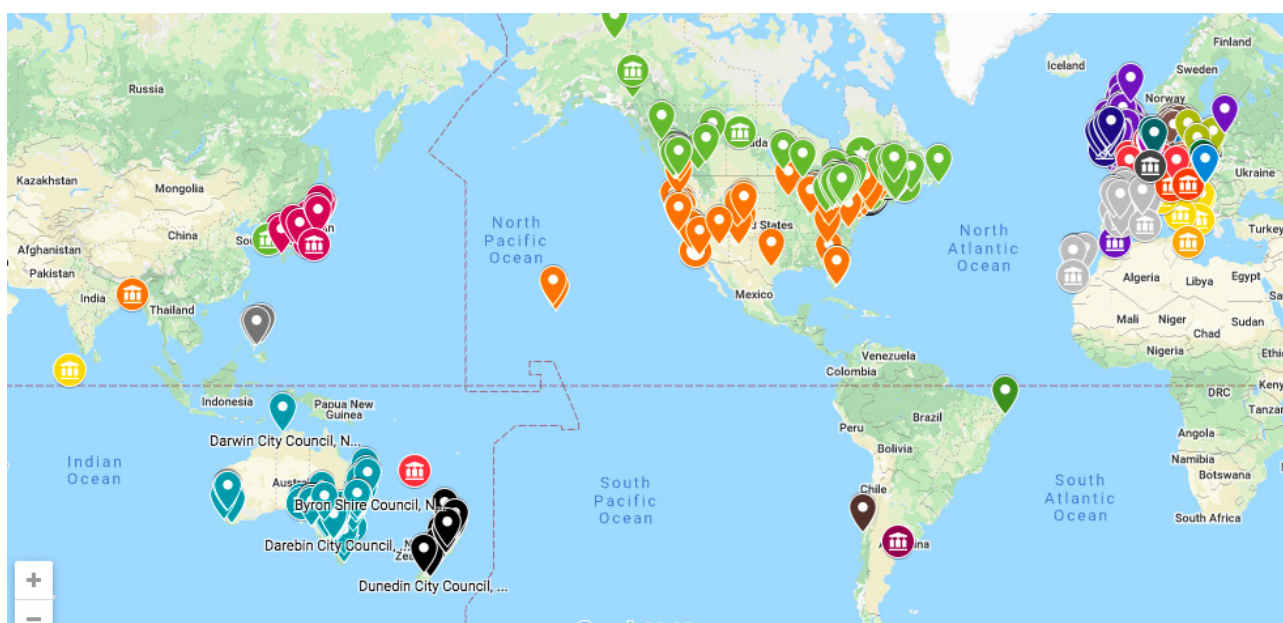 Finland
Iceland
Sweden
Russia
Norway
Canada
Kazakhstan
Ukraine
Mongolia
North
Pacific
Ocean
North
Atlantic
Ocean
United States
China
Turkey
Afghanistan
Pakistan
Algeria
Libya
Egypt
India
Mexico
Thailand
Mali
Niger
Sudan
Chad
Nigeria
Venezuela
Colombia
Indonesia
Papua New
Guinea
DRC
Brazil
Peru
Bolivia
Darwin City Council, N...
Angola
Namibia
Botswana
Indian
Ocean
South
Pacific
Ocean
South
Atlantic
Ocean
Chile
Byron Shire Council, N...
South Africa
Darebin City Council, ...
Dunedin City Council, ...
+
−